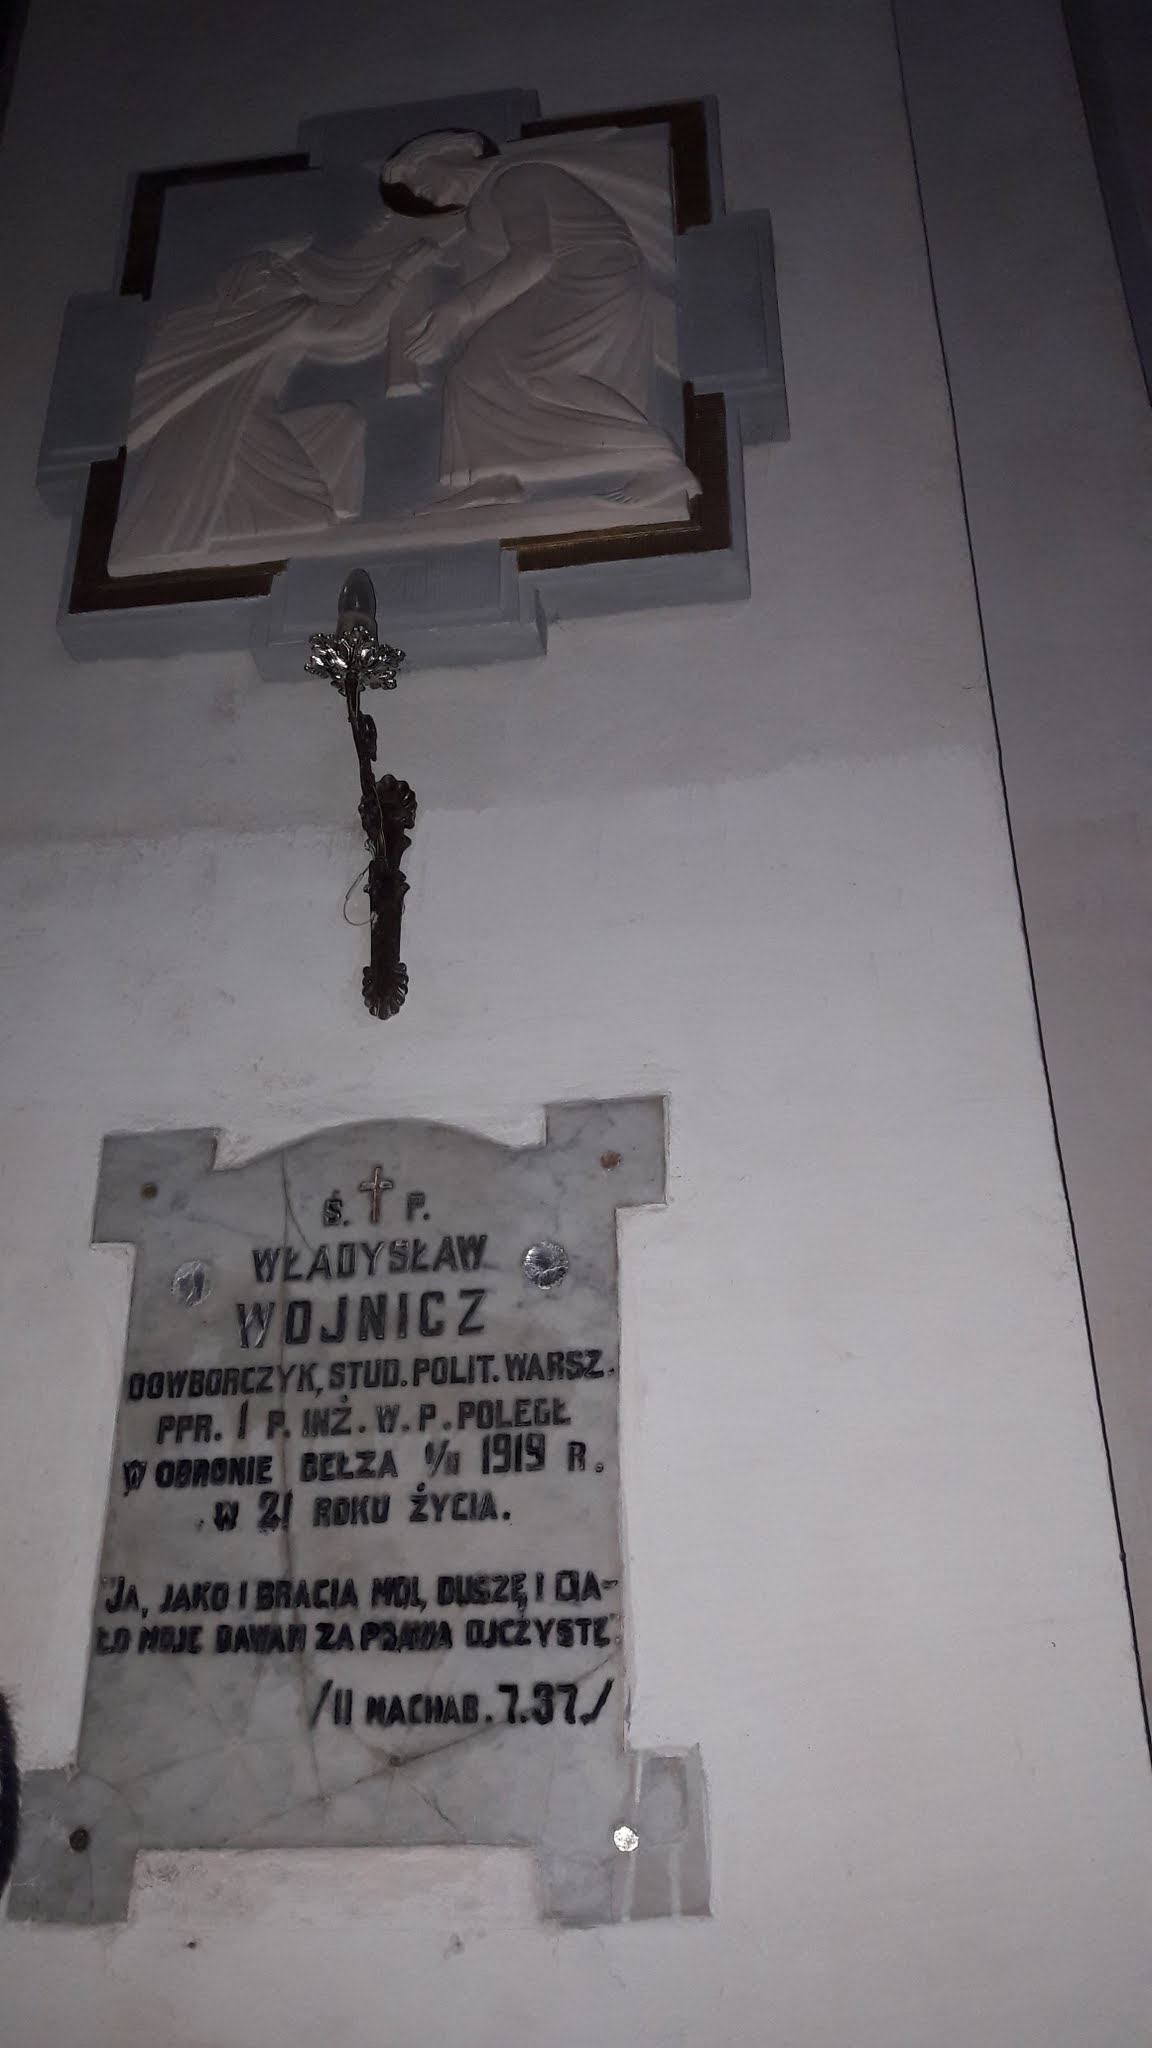 Ś. P.
WŁADYSŁAW
WOJNICZ
DOWBORCZYK, STUD. POLIT. WARSZ.
PPR. I P. INŻ. W. P. POLEGŁ
W OBRONIE BEŁZA 1919 R.
W 21 ROKU ŻYCIA.
"JA, JAKO I BRACIA MOI, DUSZĘ, I CIA-
ŁO MOJE DAWAM ZA PRAWA OJCZYSTE"
/II MACHAB. 7.37./